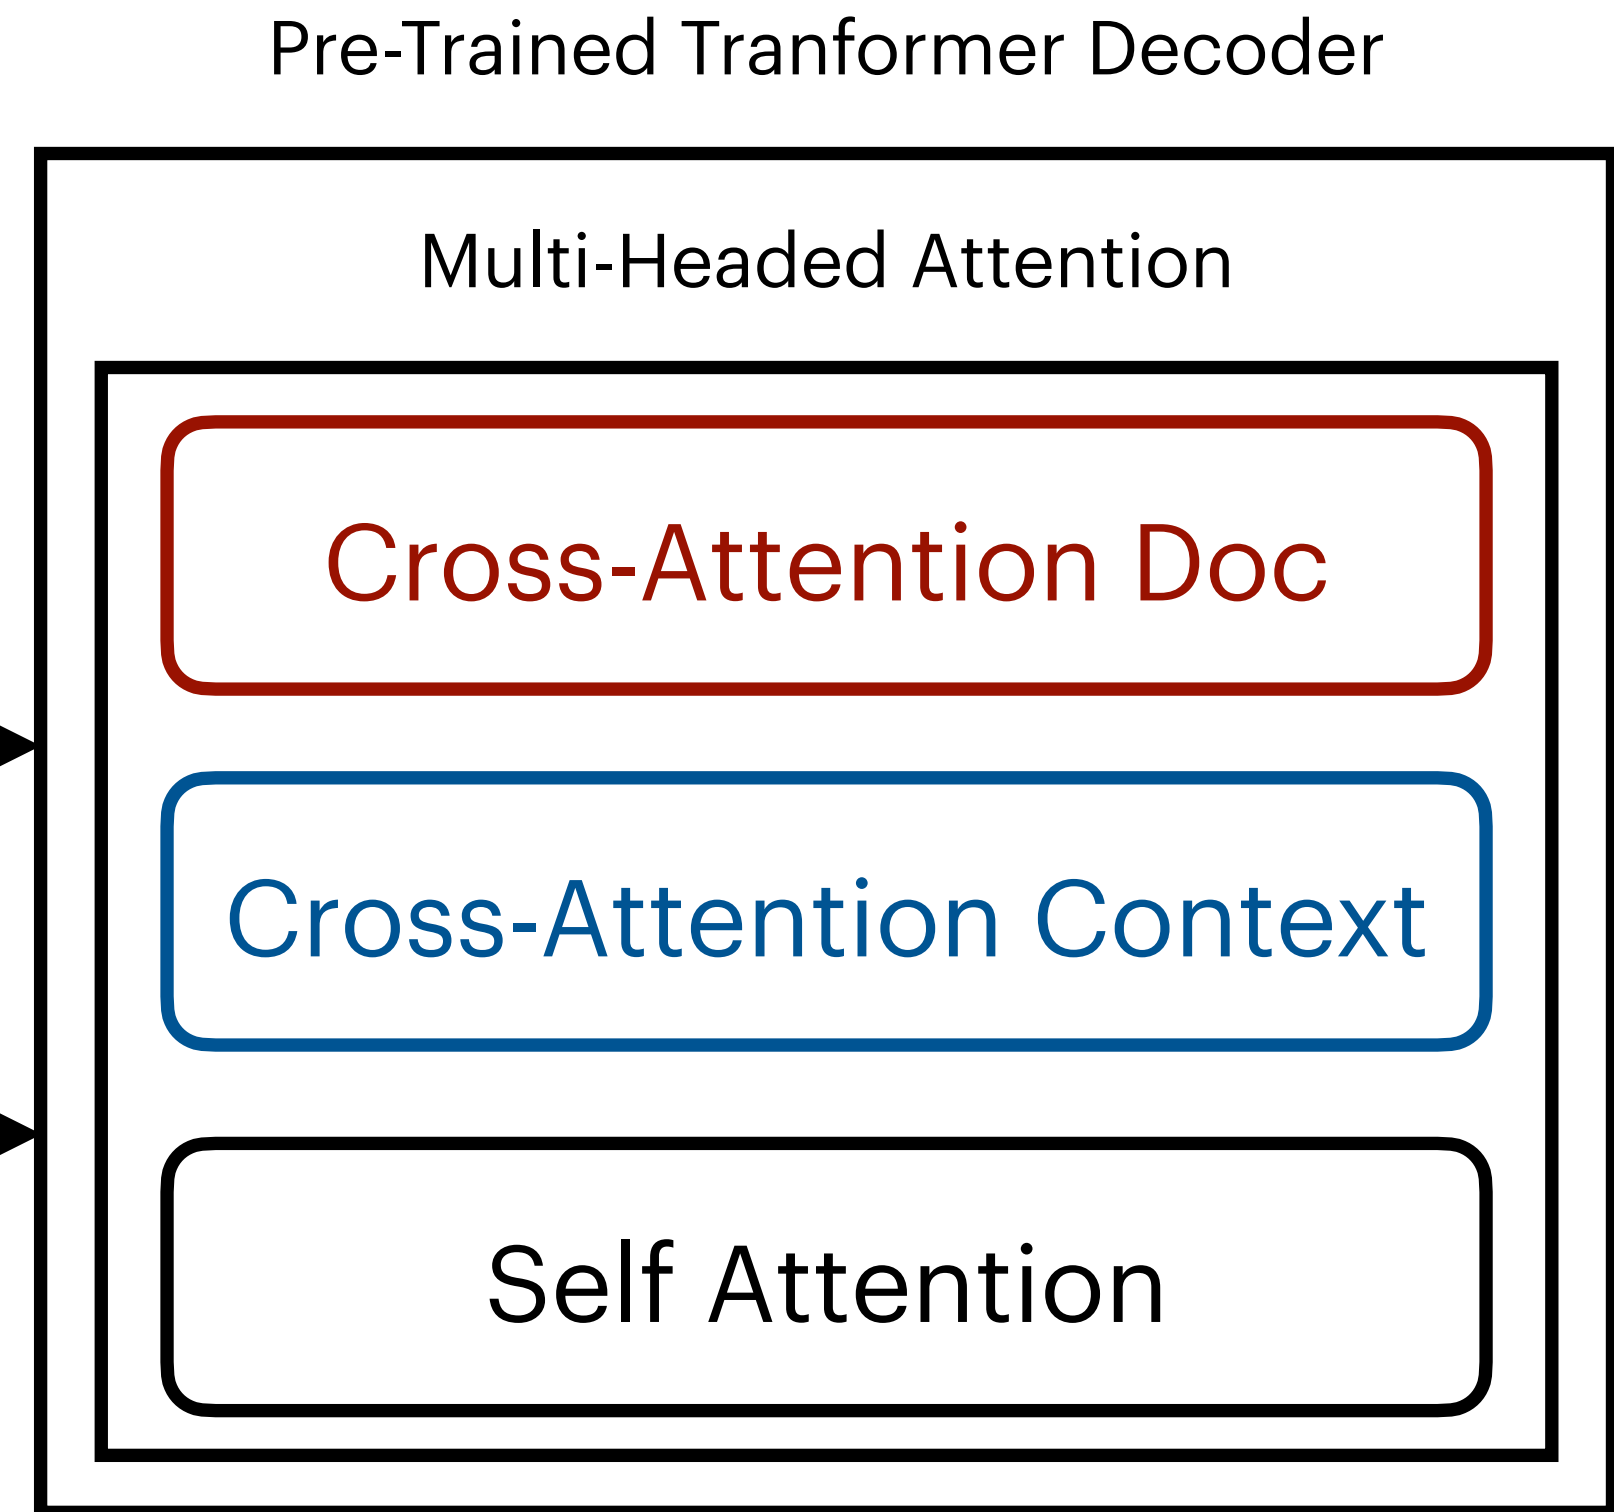 Pre-Trained Tranformer Decoder
Multi-Headed Attention
Cross-Attention Doc
Cross-Attention Context
Self Attention